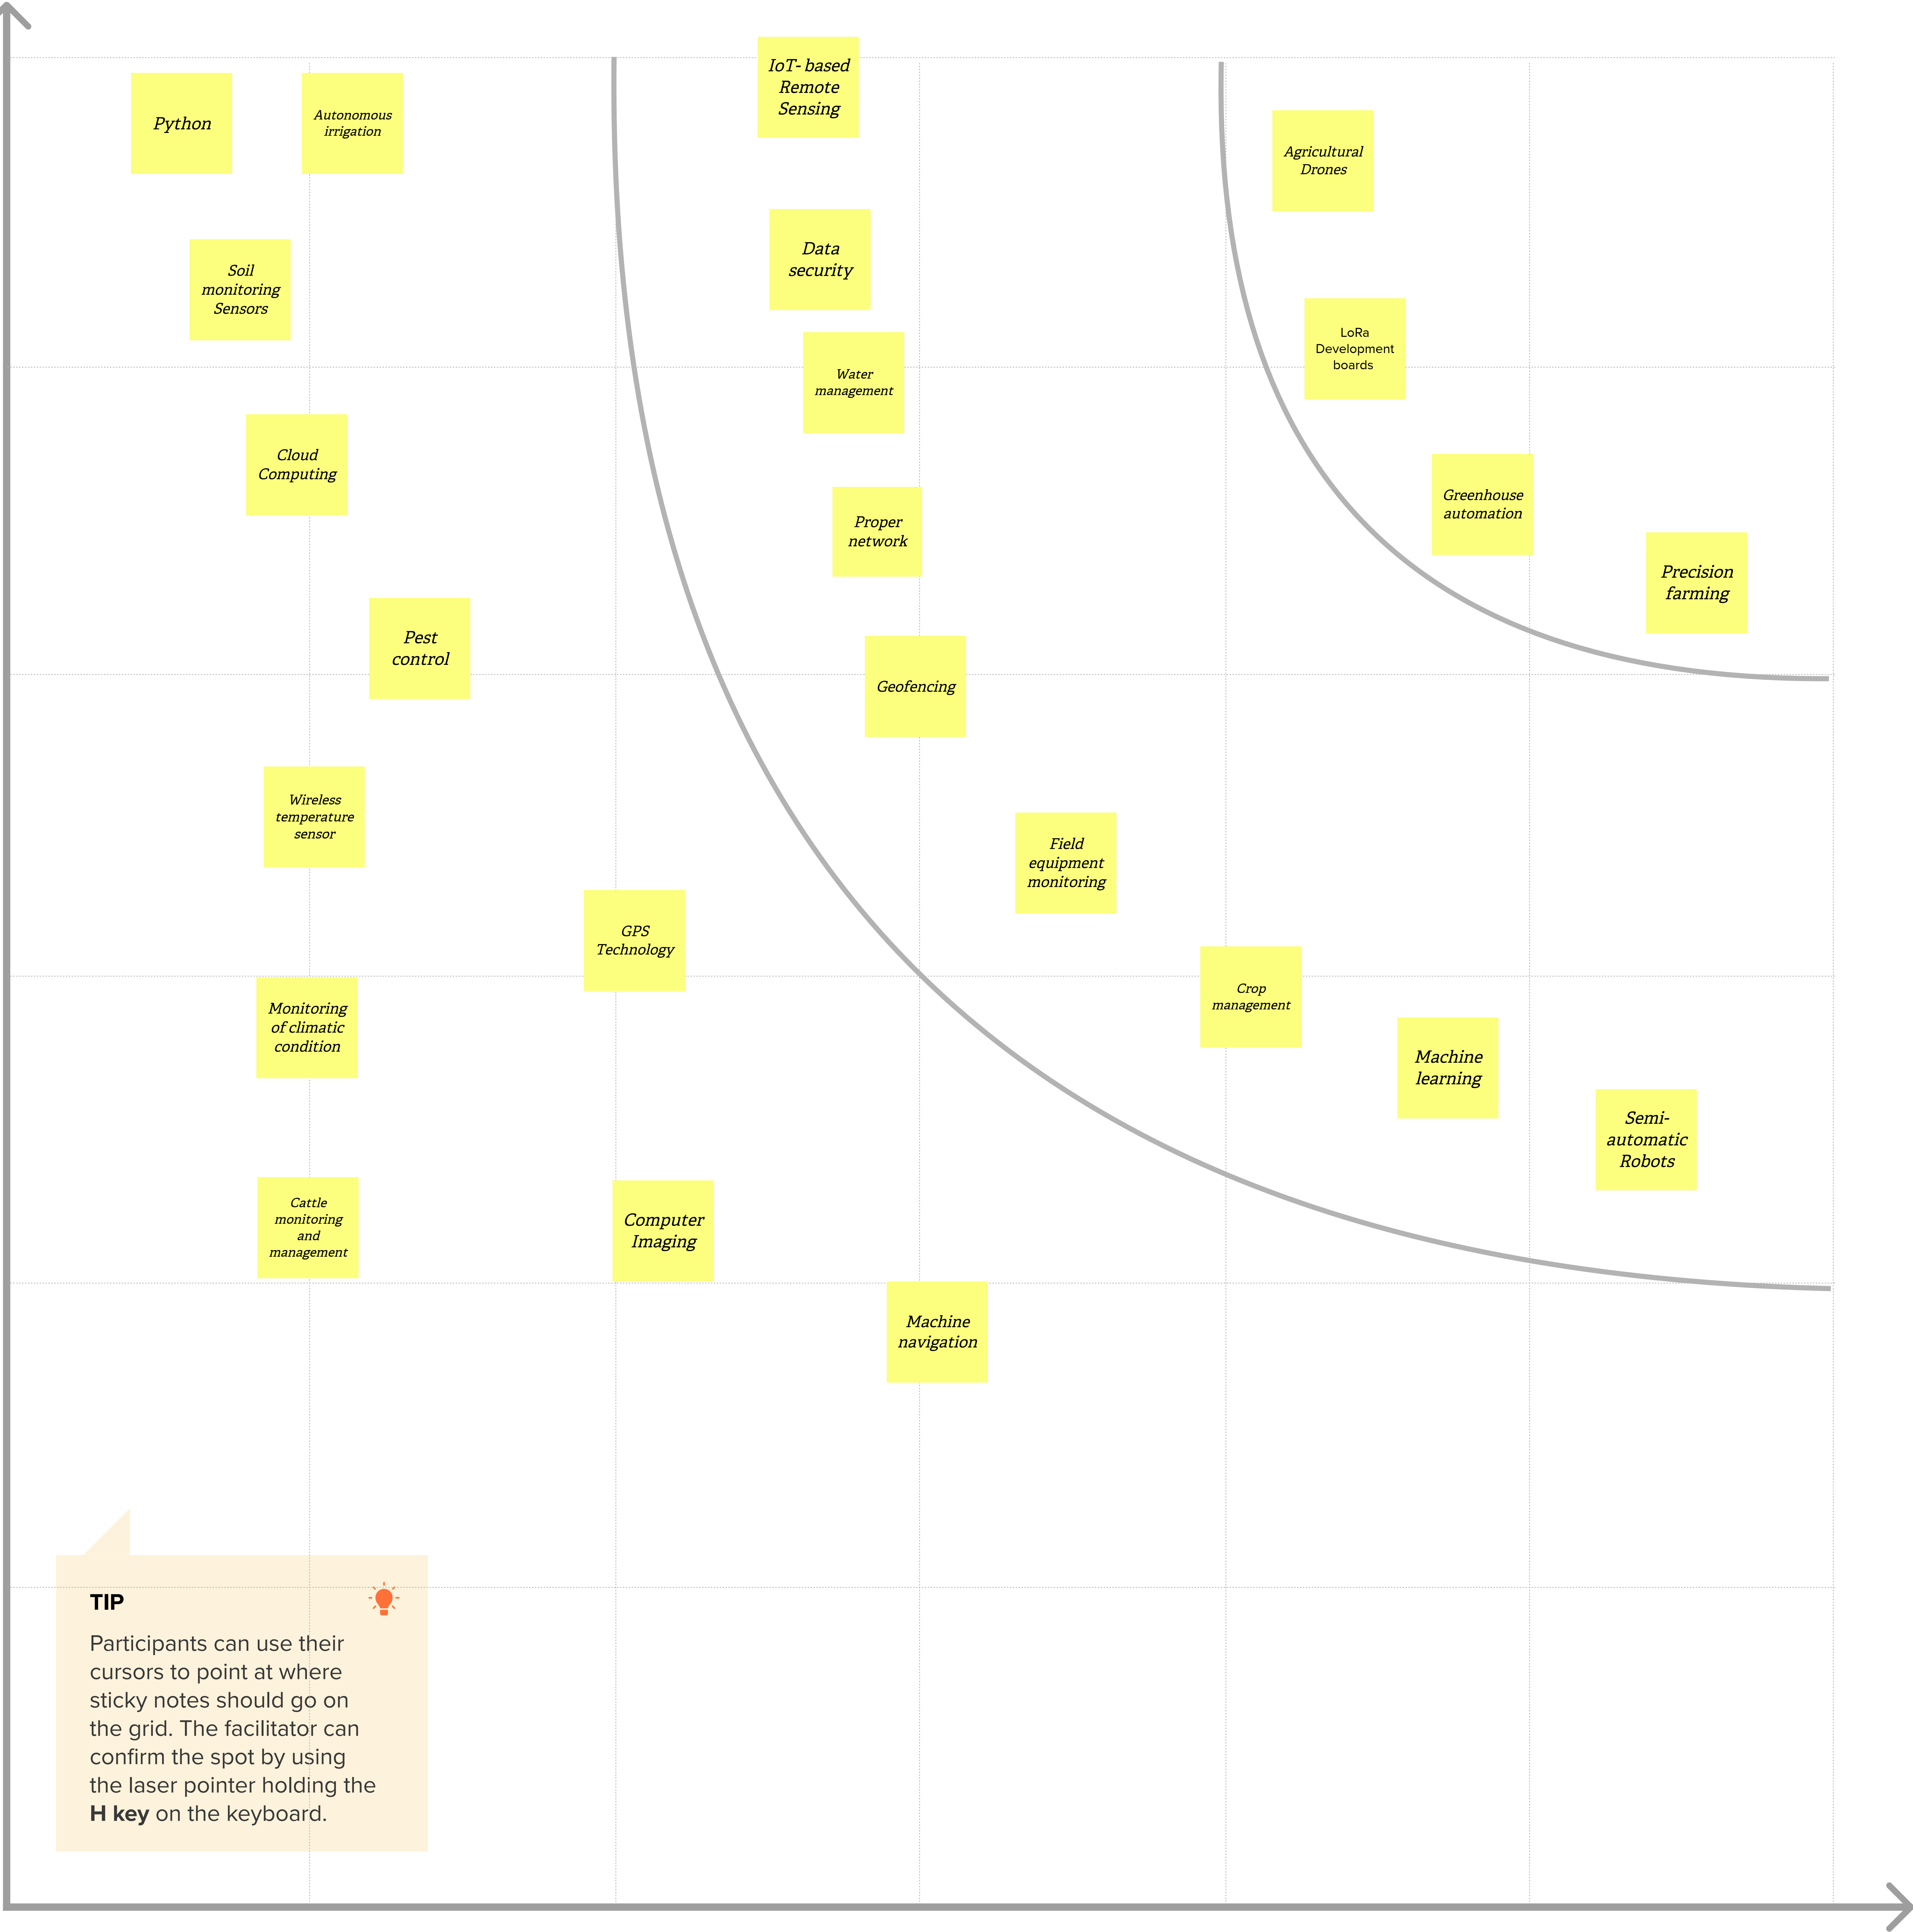 Python
Autonomous
irrigation
IoT- based
Remote
Sensing
Agricultural
Drones
Soil
monitoring
Sensors
Data
security
Water
management
LoRa
Development
boards
Cloud
Computing
Proper
network
Greenhouse
automation
Precision
farming
Pest
control
Geofencing
Wireless
temperature
sensor
Field
equipment
monitoring
GPS
Technology
Crop
management
Monitoring
of climatic
condition
Machine
learning
Semi-
automatic
Robots
Cattle
monitoring
and
management
Computer
Imaging
Machine
navigation
TIP
Participants can use their
cursors to point at where
sticky notes should go on
the grid. The facilitator can
confirm the spot by using
the laser pointer holding the
H key on the keyboard.